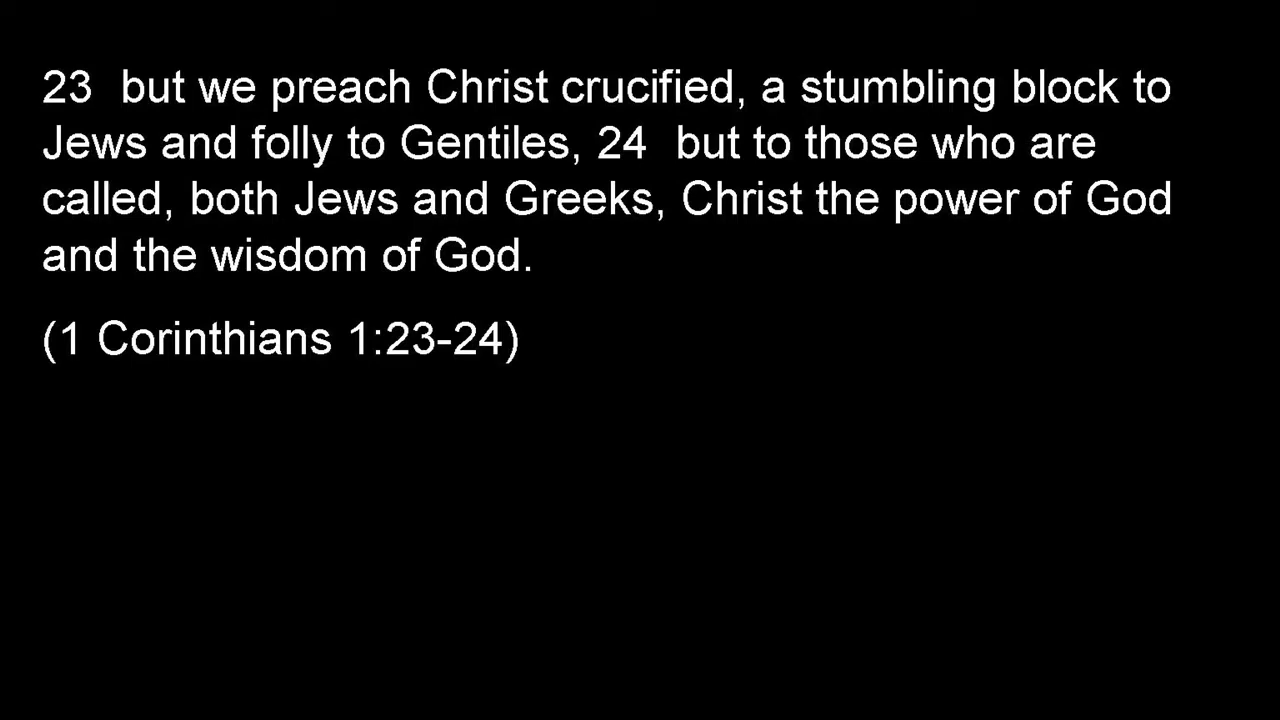 23  but we preach Christ crucified, a stumbling block to
Jews and folly to Gentiles, 24  but to those who are
called, both Jews and Greeks, Christ the power of God
and the wisdom of God.
(1 Corinthians 1:23-24)